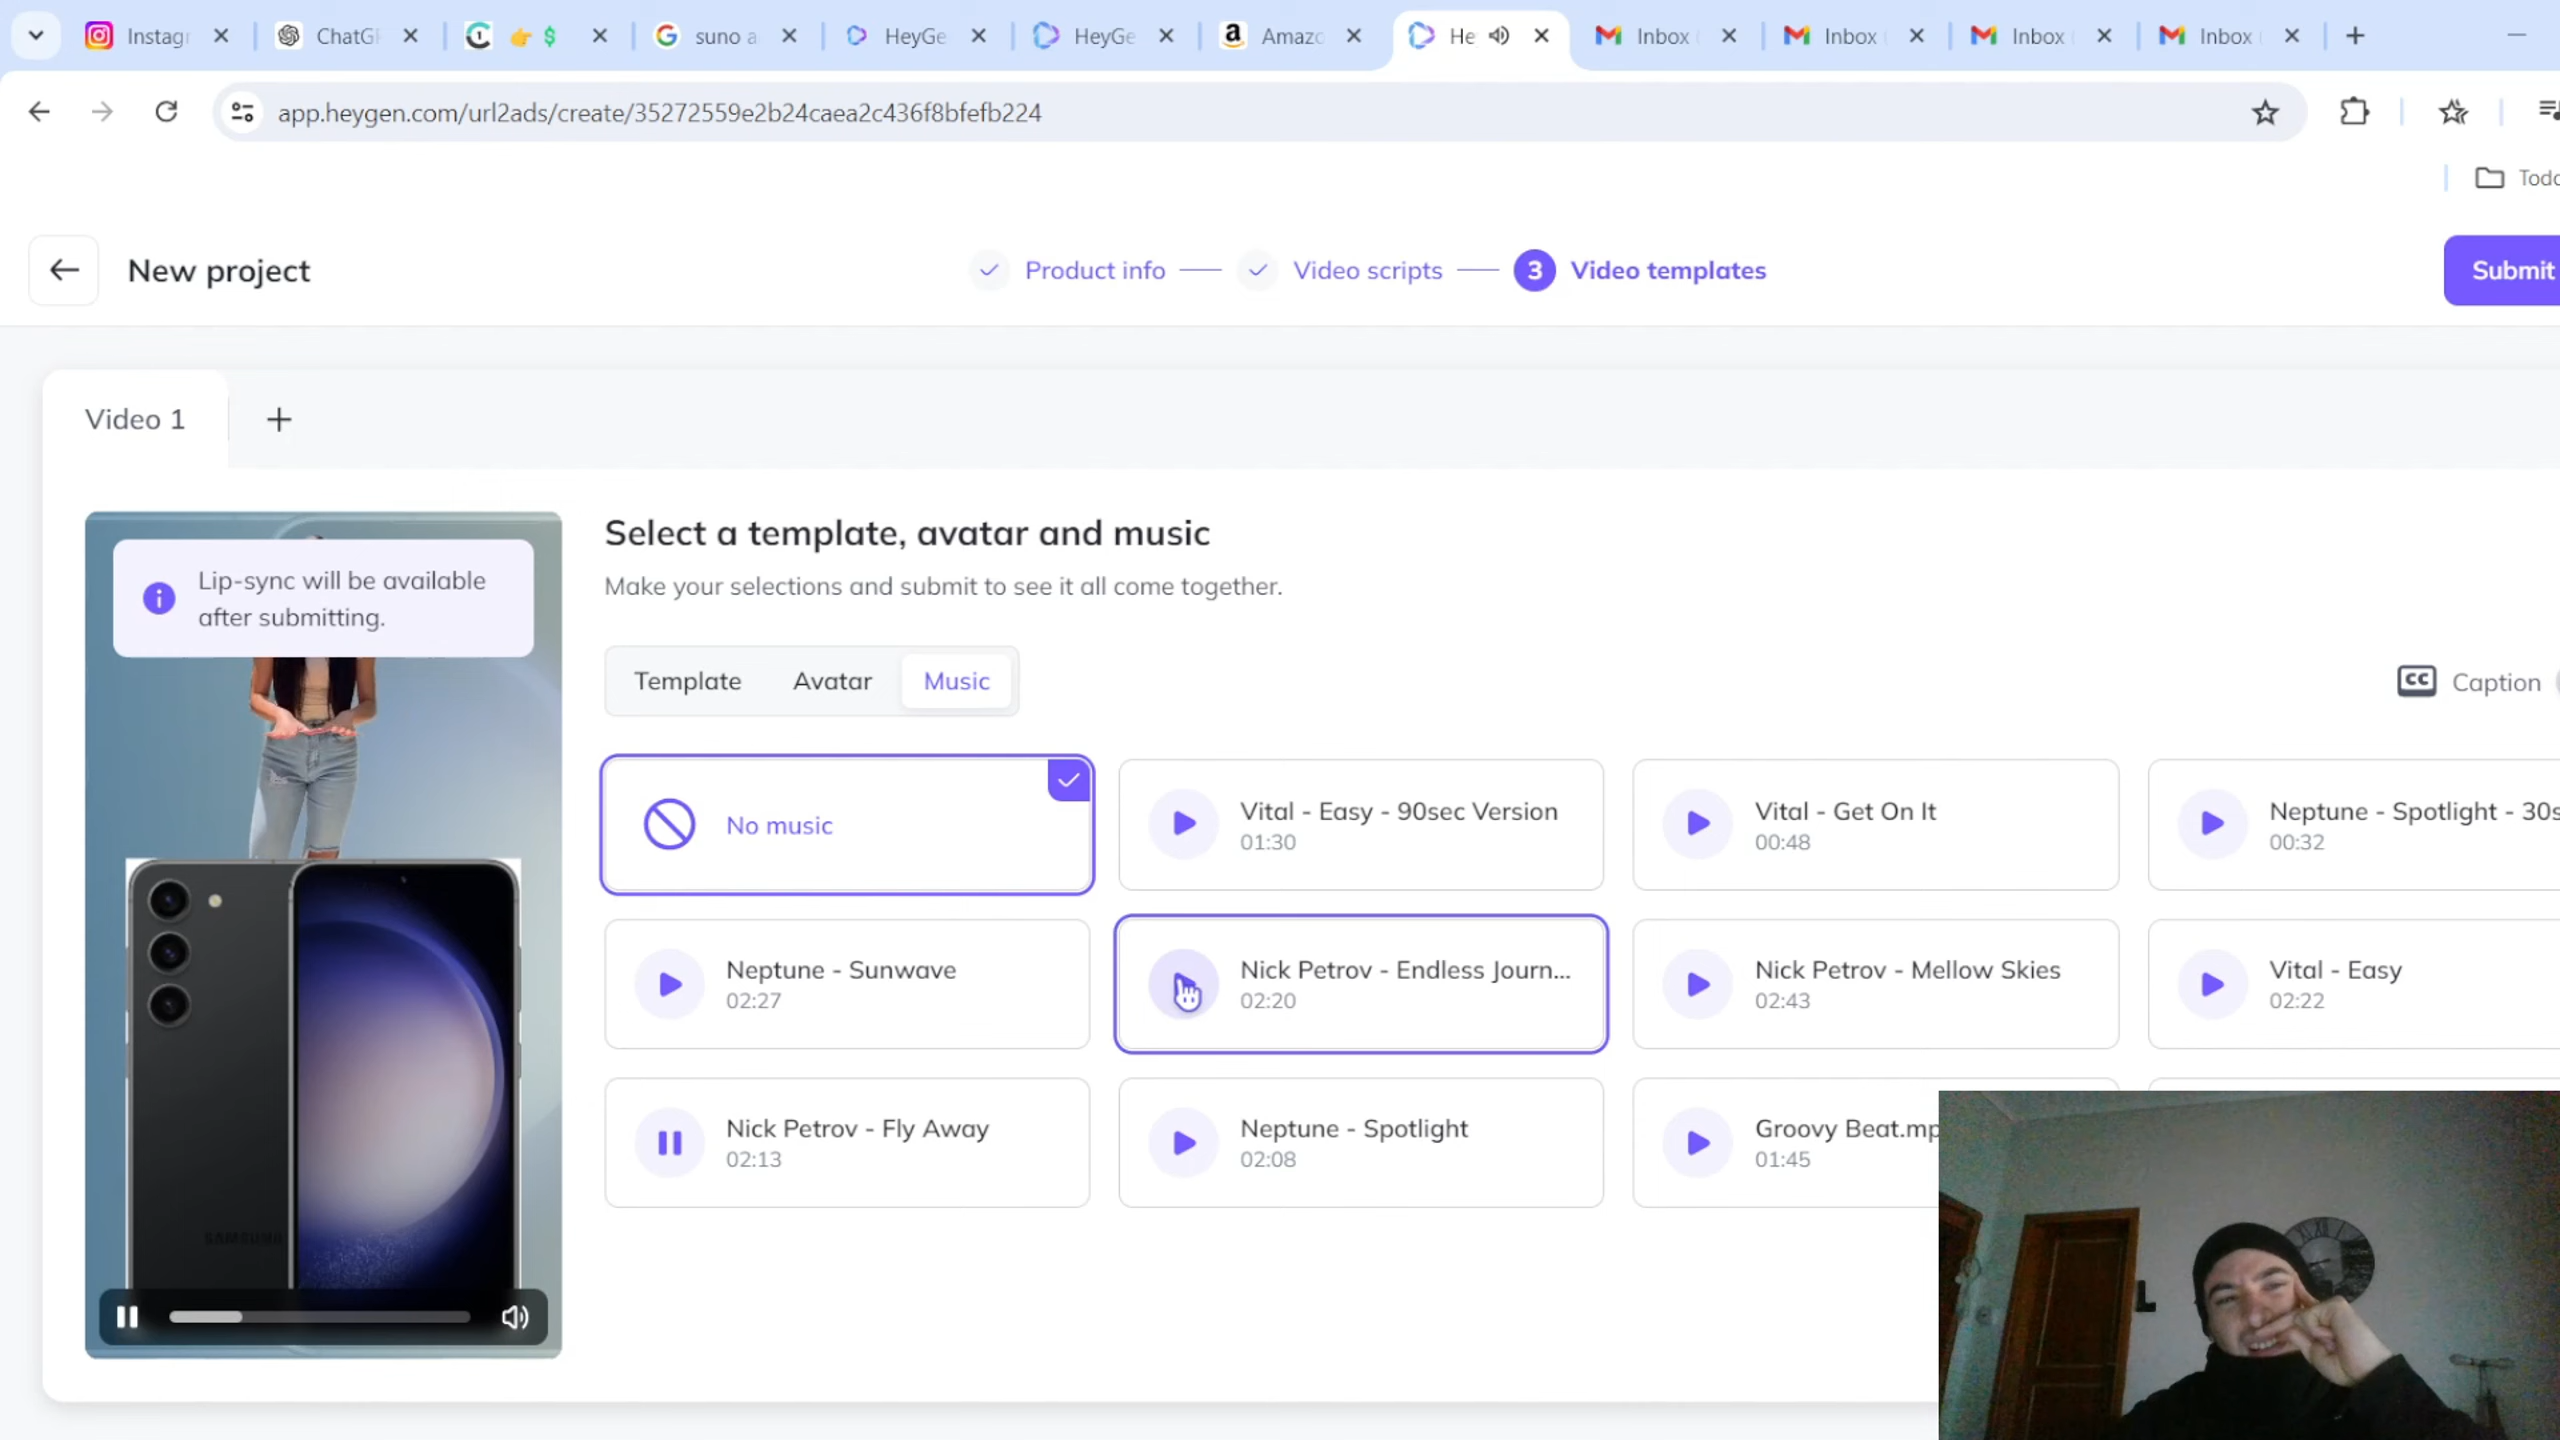 Instagr
ChatGF
suno a
HeyGe
HeyGe
Amazo
He
Inbox (
Inbox (
Inbox (
Inbox (
app.heygen.com/url2ads/create/35272559e2b24caea2c436f8bfefb224
Todo
New project
Product info
Video scripts
3 Video templates
Submit
Video 1
Lip-sync will be available
after submitting.
SAMSUNG
Select a template, avatar and music
Make your selections and submit to see it all come together.
Template Avatar Music
CC Caption
No music
Vital - Easy - 90sec Version
01:30
Vital - Get On It
00:48
Neptune - Spotlight - 30s
00:32
Neptune - Sunwave
02:27
Nick Petrov - Endless Journ...
02:20
Nick Petrov - Mellow Skies
02:43
Vital - Easy
02:22
Nick Petrov - Fly Away
02:13
Neptune - Spotlight
02:08
Groovy Beat.mp
01:45